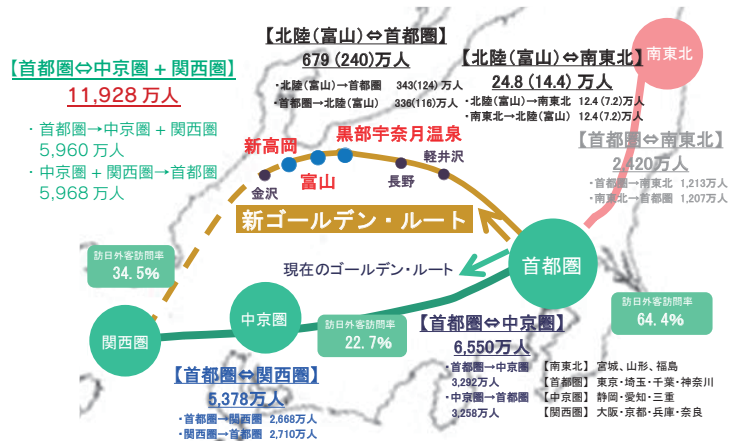 【首都圏⇔中京圏 + 関西圏】
11,928 万人
・首都圏→中京圏 + 関西圏
5,960 万人
・中京圏 + 関西圏→首都圏
5,968 万人
【北陸(富山)⇔首都圏】
679 (240)万人
・北陸(富山)→首都圏 343(124) 万人
・首都圏→北陸(富山) 336(116)万人
【北陸(富山)⇔南東北】
24.8 (14.4) 万人
・北陸(富山)→南東北 12.4 (7.2)万人
・南東北→北陸(富山) 12.4(7.2)万人
南東北
【首都圏⇔南東北】
2,420万人
・首都圏→南東北 1,213万人
・南東北→首都圏 1,207万人
新高岡
黒部宇奈月温泉
富山
軽井沢
長野
金沢
新ゴールデン・ルート
現在のゴールデン・ルート
首都圏
訪日外客訪問率
34.5%
関西圏
中京圏
訪日外客訪問率
22.7%
訪日外客訪問率
64.4%
【首都圏⇔中京圏】
6,550万人
・首都圏→中京圏
3,292万人
・中京圏→首都圏
3,258万人
【首都圏⇔関西圏】
5,378万人
・首都圏→関西圏 2,668万人
・関西圏→首都圏 2,710万人
【南東北】 宮城、山形、福島
【首都圏】 東京・埼玉・千葉・神奈川
【中京圏】 静岡・愛知・三重
【関西圏】 大阪・京都・兵庫・奈良